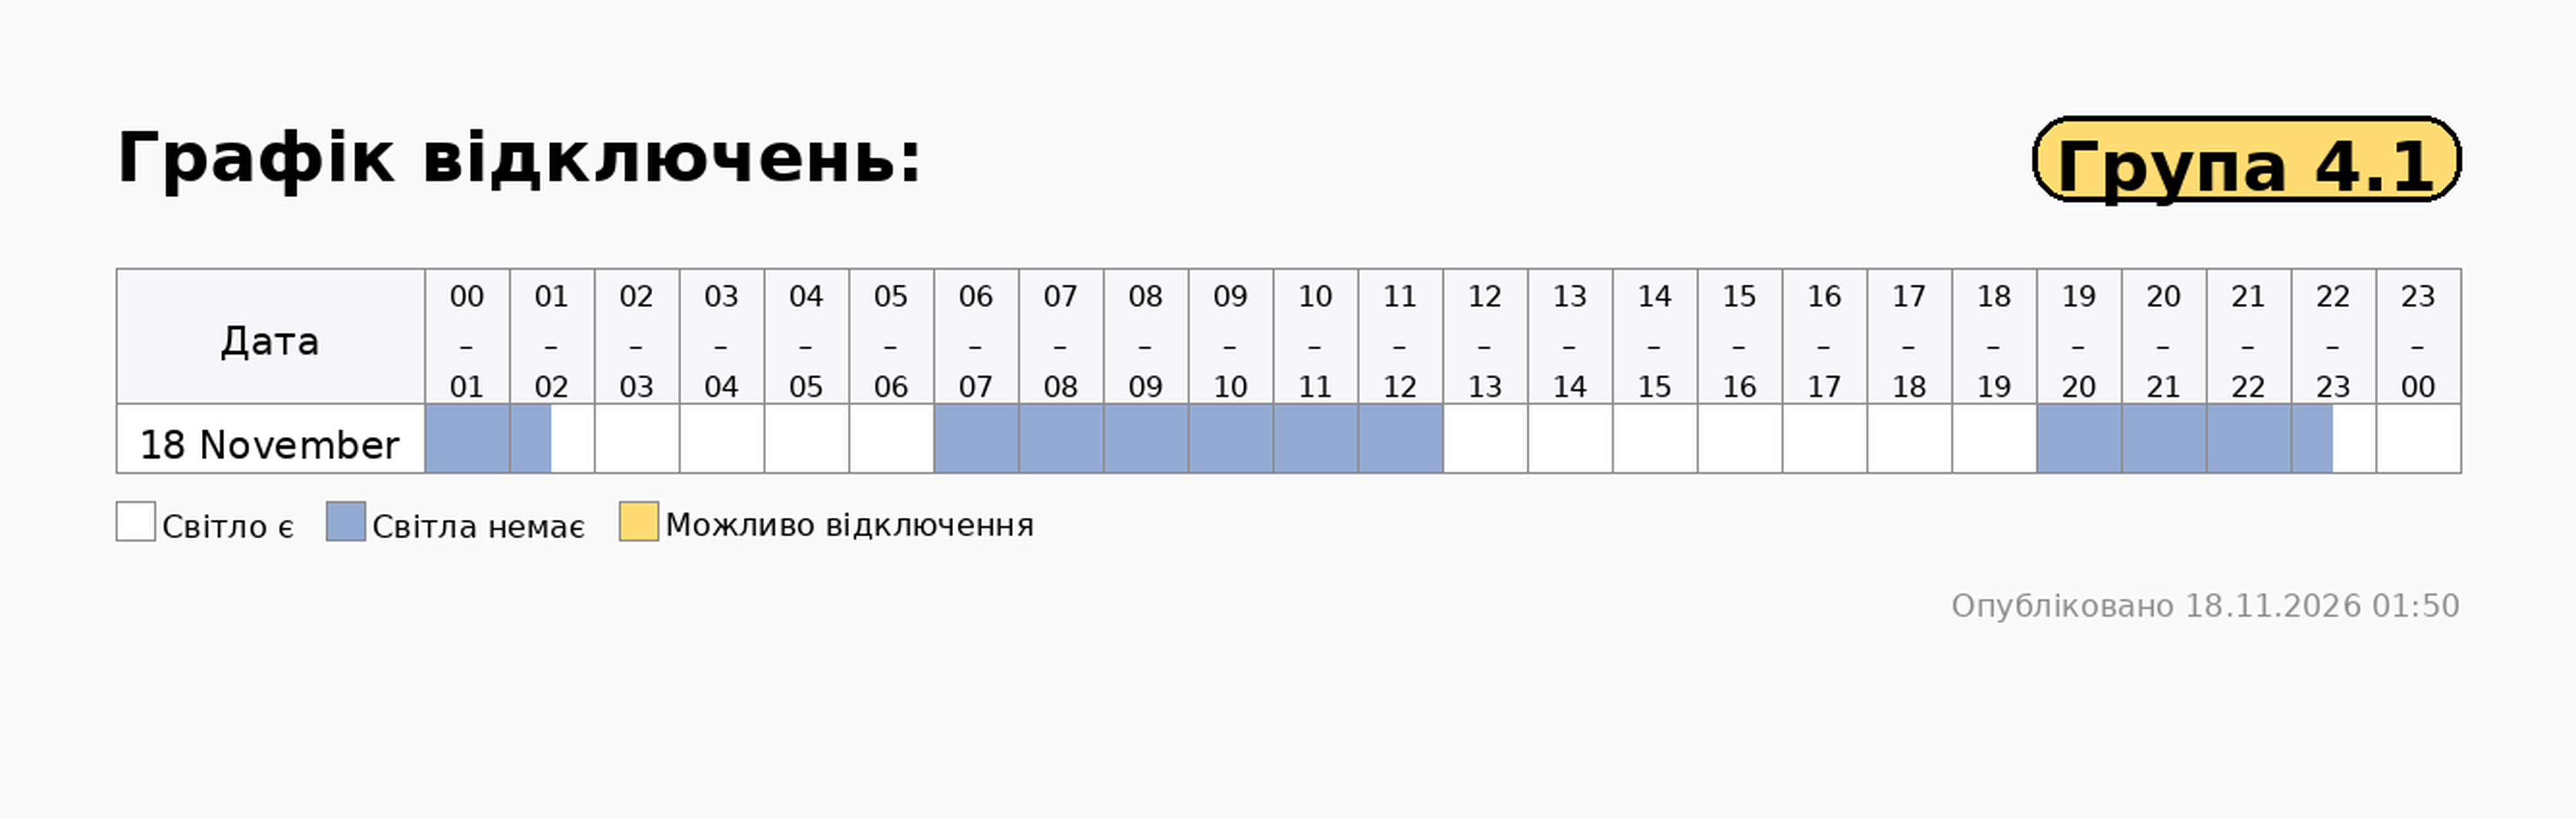 Графік відключень:
Група 4.1
Дата
00 – 01
01 – 02
02 – 03
03 – 04
04 – 05
05 – 06
06 – 07
07 – 08
08 – 09
09 – 10
10 – 11
11 – 12
12 – 13
13 – 14
14 – 15
15 – 16
16 – 17
17 – 18
18 – 19
19 – 20
20 – 21
21 – 22
22 – 23
23 – 00
18 November
Світло є
Світла немає
Можливо відключення
Опубліковано 18.11.2026 01:50